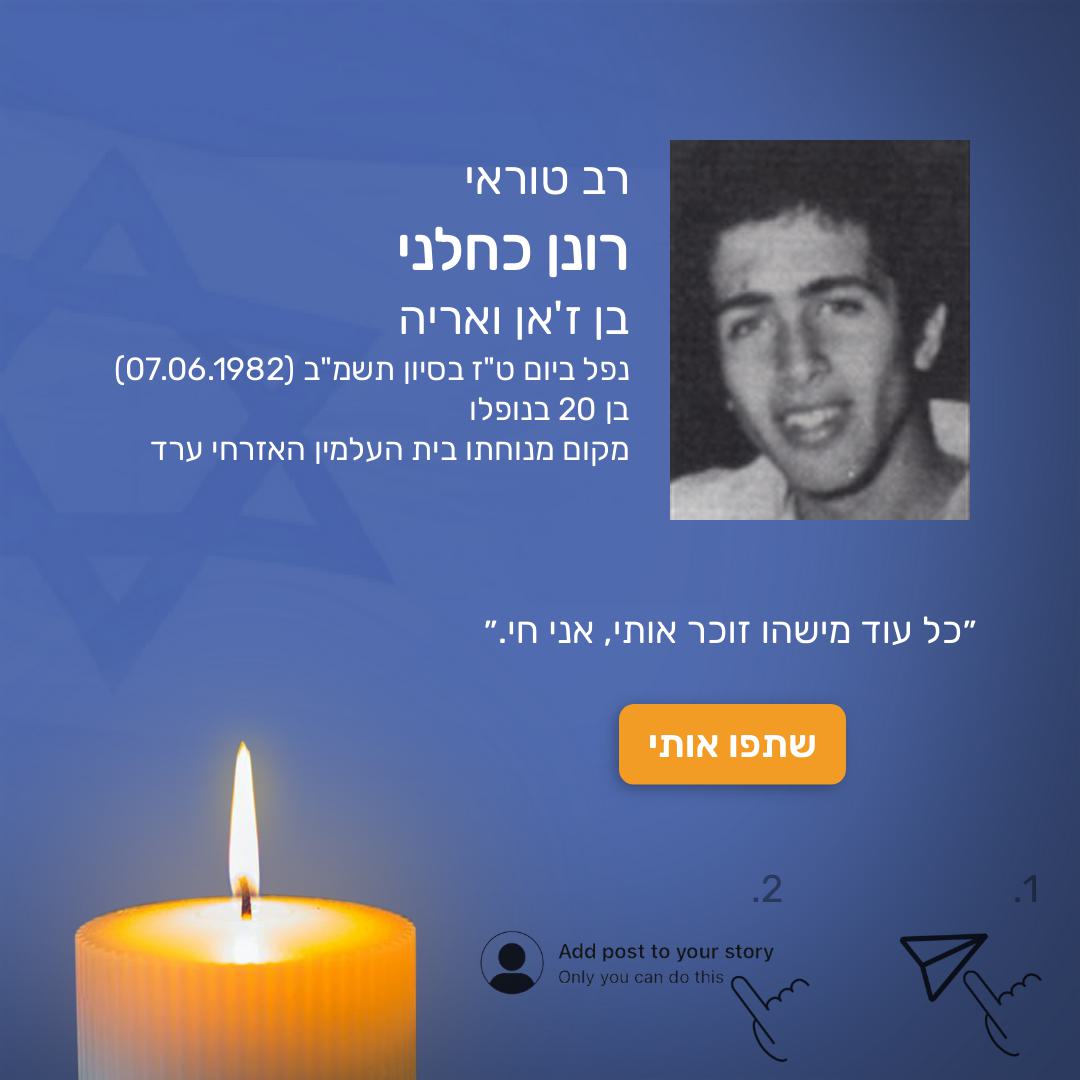 רב טוראי
רונן כחלני
בן ז'אן ואריה
נפל ביום ט"ז בסיון תשמ"ב (07.06.1982)
בן 20 בנופלו
מקום מנוחתו בית העלמין האזרחי ערד
״כל עוד מישהו זוכר אותי, אני חי.״
שתפו אותי
1.
2.
Add post to your story
Only you can do this